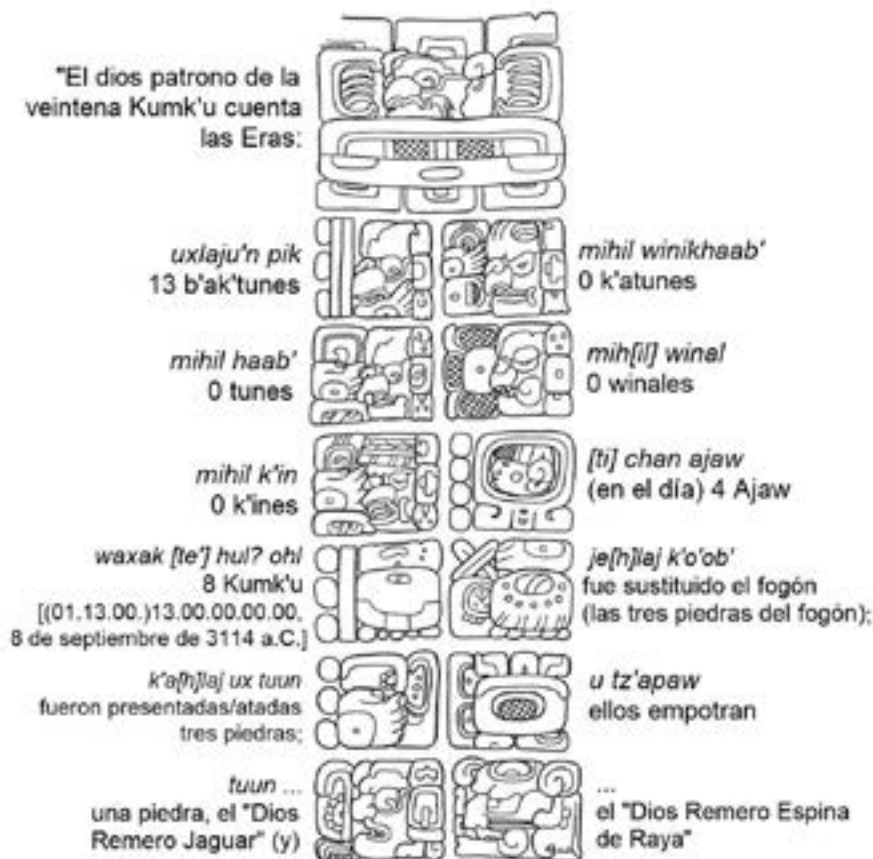 "El dios patrono de la
veintena Kumk'u cuenta
las Eras:
uxlaju'n pik
13 b'ak'tunes
mihil winikhaab'
0 k'atunes
mihil haab'
0 tunes
mih[il] winal
0 winales
mihil k'in
0 k'ines
[ti] chan ajaw
(en el día) 4 Ajaw
waxak [te'] hul? ohl
8 Kumk'u
[(01.13.00.)13.00.00.00.00,
8 de septiembre de 3114 a.C.]
je[h]laj k'o'ob'
fue sustituido el fogón
(las tres piedras del fogón);
k'a[h]laj ux tuun
fueron presentadas/atadas
tres piedras;
u tz'apaw
ellos empotran
tuun ...
una piedra, el "Dios
Remero Jaguar" (y)
...
el "Dios Remero Espina
de Raya"